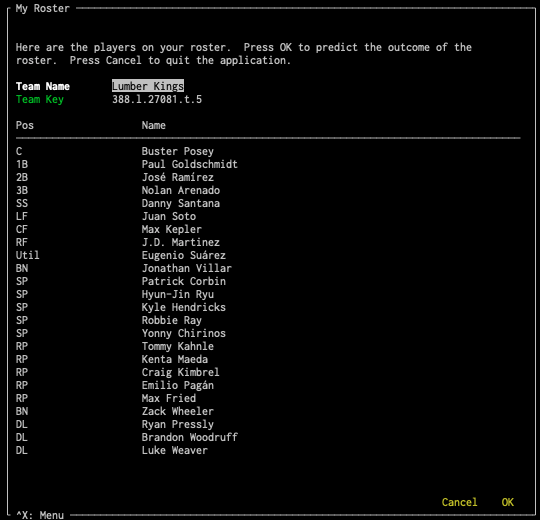 My Roster
Here are the players on your roster.  Press OK to predict the outcome of the
roster.  Press Cancel to quit the application.
Team Name Lumber Kings
Team Key 388.l.27081.t.5
Pos Name
C Buster Posey
1B Paul Goldschmidt
2B José Ramírez
3B Nolan Arenado
SS Danny Santana
LF Juan Soto
CF Max Kepler
RF J.D. Martinez
Util Eugenio Suárez
BN Jonathan Villar
SP Patrick Corbin
SP Hyun-Jin Ryu
SP Kyle Hendricks
SP Robbie Ray
SP Yonny Chirinos
RP Tommy Kahnle
RP Kenta Maeda
RP Craig Kimbrel
RP Emilio Pagán
RP Max Fried
BN Zack Wheeler
DL Ryan Pressly
DL Brandon Woodruff
DL Luke Weaver
Cancel OK
^X: Menu